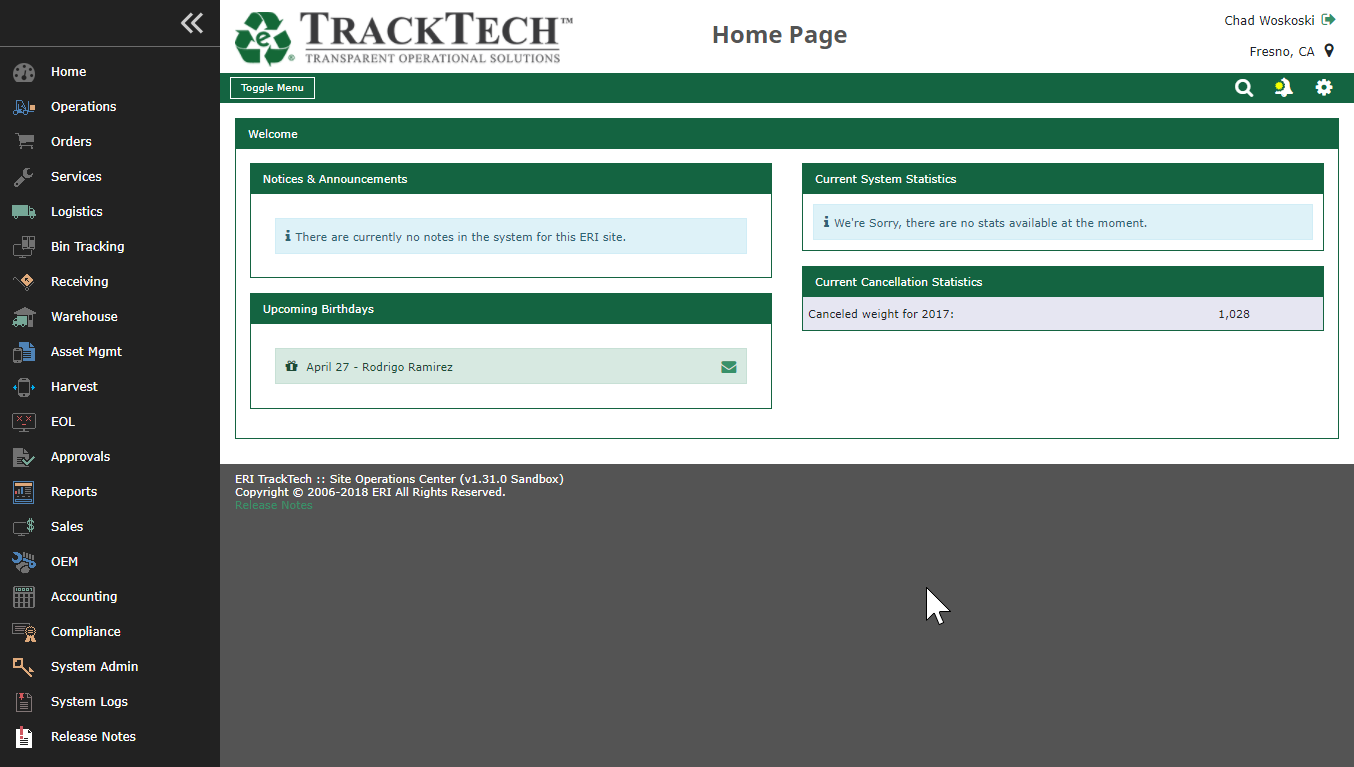 TRACKTECH™
TRANSPARENT OPERATIONAL SOLUTIONS
Home Page
Chad Woskoski
Fresno, CA
Toggle Menu
Home
Operations
Orders
Services
Logistics
Bin Tracking
Receiving
Warehouse
Asset Mgmt
Harvest
EOL
Approvals
Reports
Sales
OEM
Accounting
Compliance
System Admin
System Logs
Release Notes
Welcome
Notices & Announcements
There are currently no notes in the system for this ERI site.
Upcoming Birthdays
April 27 - Rodrigo Ramirez
Current System Statistics
We're Sorry, there are no stats available at the moment.
Current Cancellation Statistics
Canceled weight for 2017: 1,028
ERI TrackTech :: Site Operations Center (v1.31.0 Sandbox)
Copyright © 2006-2018 ERI All Rights Reserved.
Release Notes